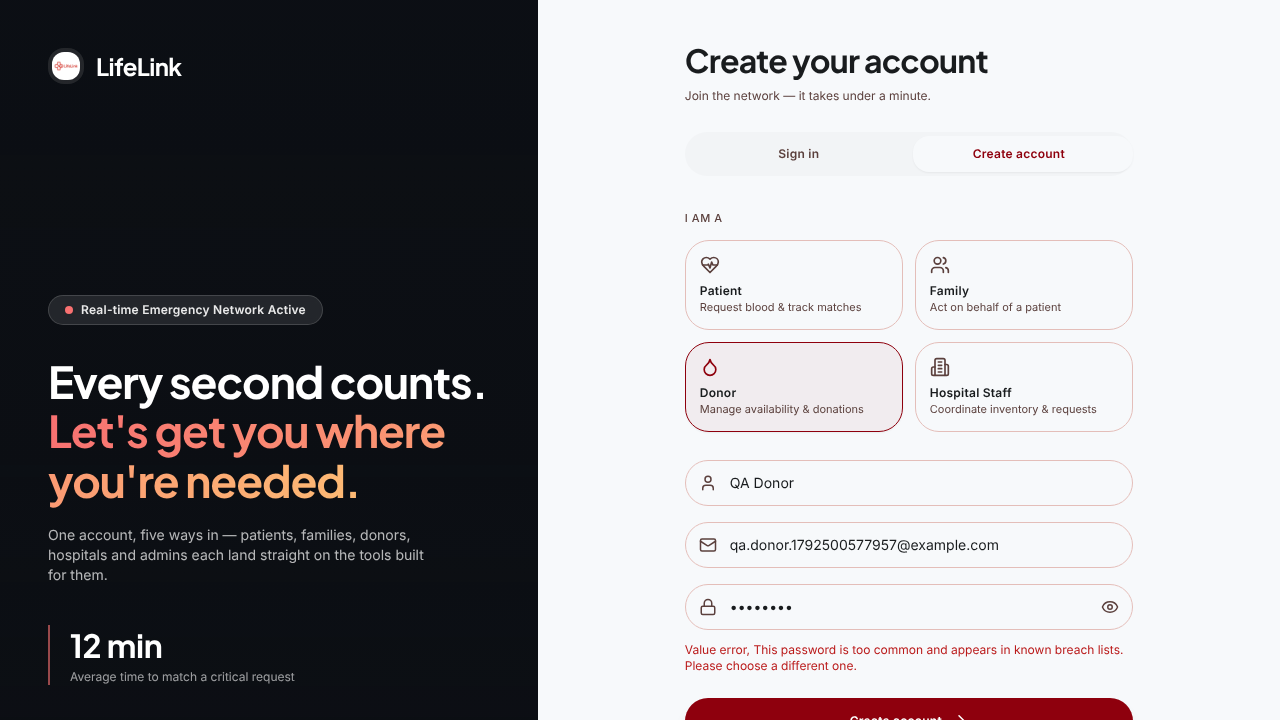 LifeLink
Real-time Emergency Network Active
Every second counts.
Let's get you where
you're needed.
One account, five ways in — patients, families, donors,
hospitals and admins each land straight on the tools built
for them.
12 min
Average time to match a critical request
Create your account
Join the network — it takes under a minute.
Sign in
Create account
I AM A
Patient
Request blood & track matches
Family
Act on behalf of a patient
Donor
Manage availability & donations
Hospital Staff
Coordinate inventory & requests
QA Donor
qa.donor.1792500577957@example.com
••••••••
Value error, This password is too common and appears in known breach lists.
Please choose a different one.
Create account